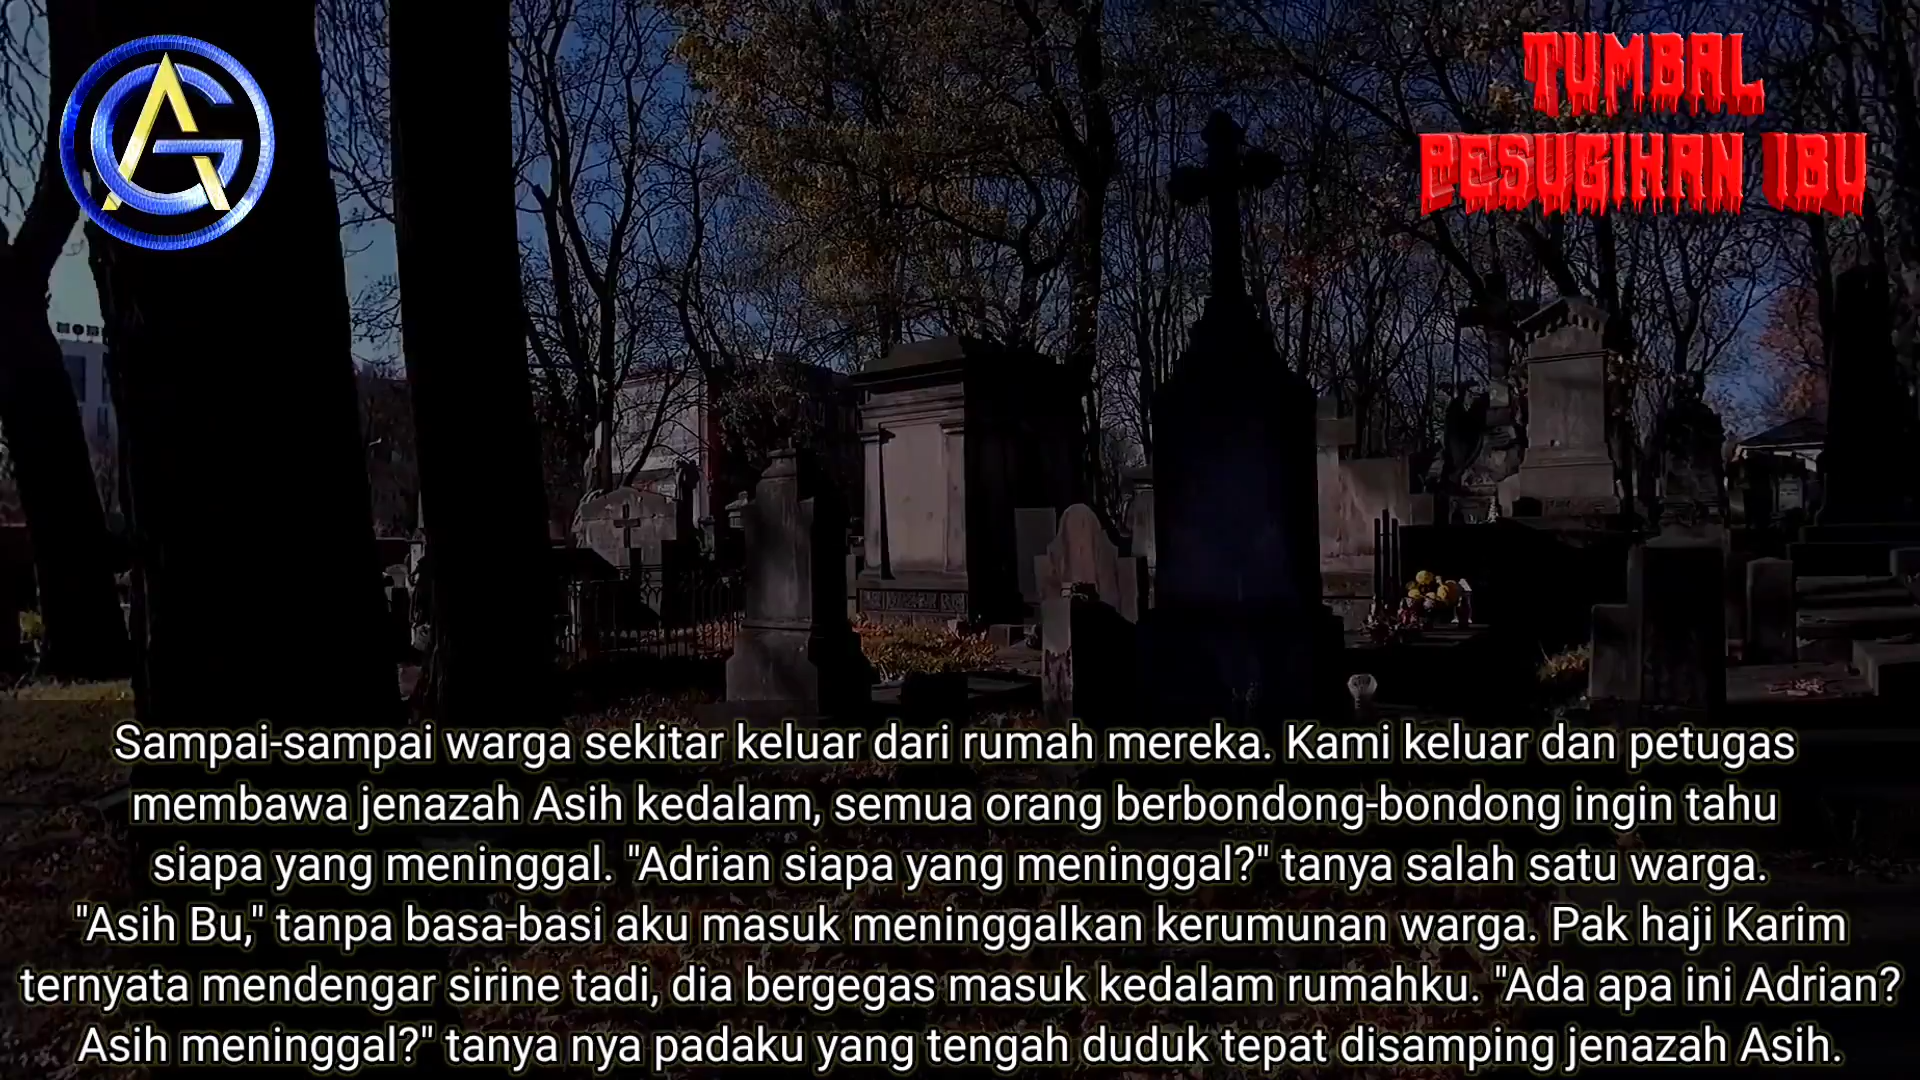 TUMBAL
PESUGIHAN IBU
Sampai-sampai warga sekitar keluar dari rumah mereka. Kami keluar dan petugas
membawa jenazah Asih kedalam, semua orang berbondong-bondong ingin tahu
siapa yang meninggal. "Adrian siapa yang meninggal?" tanya salah satu warga.
"Asih Bu," tanpa basa-basi aku masuk meninggalkan kerumunan warga. Pak haji Karim
ternyata mendengar sirine tadi, dia bergegas masuk kedalam rumahku. "Ada apa ini Adrian?
Asih meninggal?" tanya nya padaku yang tengah duduk tepat disamping jenazah Asih.